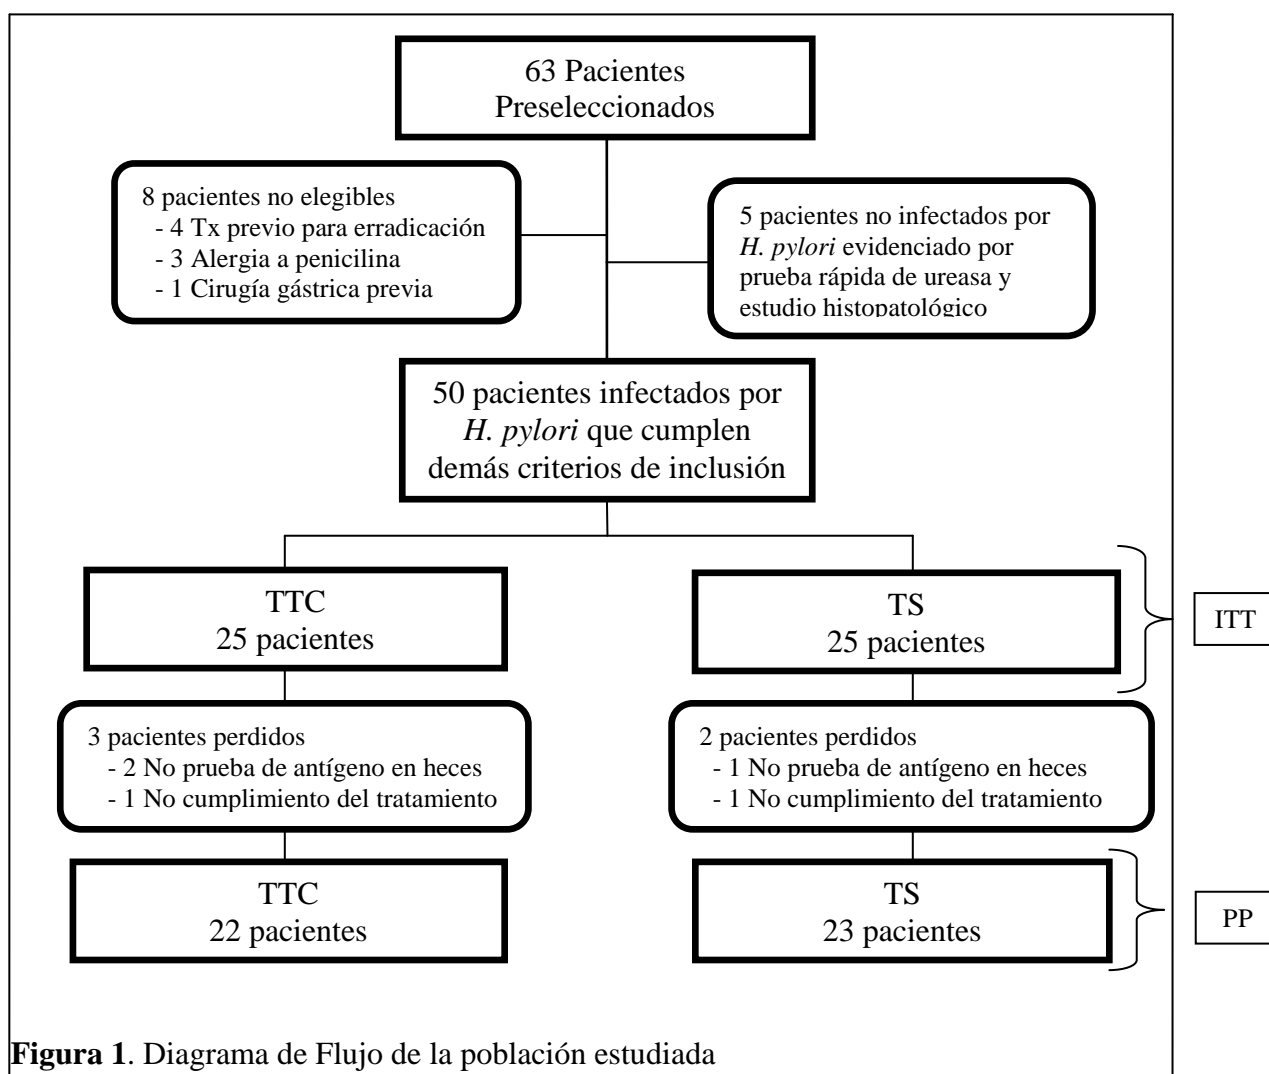 63 Pacientes
Preseleccionados
8 pacientes no elegibles
- 4 Tx previo para erradicación
- 3 Alergia a penicilina
- 1 Cirugía gástrica previa
5 pacientes no infectados por
H. pylori evidenciado por
prueba rápida de ureasa y
estudio histopatológico
50 pacientes infectados por
H. pylori que cumplen
demás criterios de inclusión
TTC
25 pacientes
TS
25 pacientes
ITT
3 pacientes perdidos
- 2 No prueba de antígeno en heces
- 1 No cumplimiento del tratamiento
2 pacientes perdidos
- 1 No prueba de antígeno en heces
- 1 No cumplimiento del tratamiento
TTC
22 pacientes
TS
23 pacientes
PP
Figura 1. Diagrama de Flujo de la población estudiada